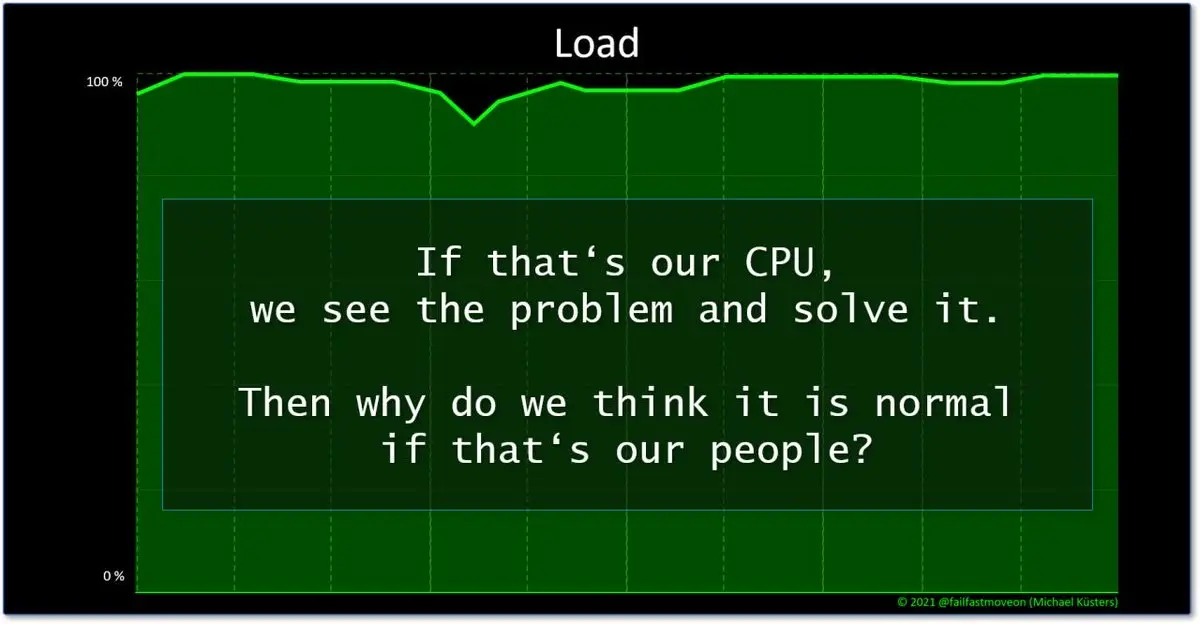 Load
100 %
If that‘s our CPU,
we see the problem and solve it.
Then why do we think it is normal
if that‘s our people?
0 %
© 2021 @failfastmoveon (Michael Küsters)